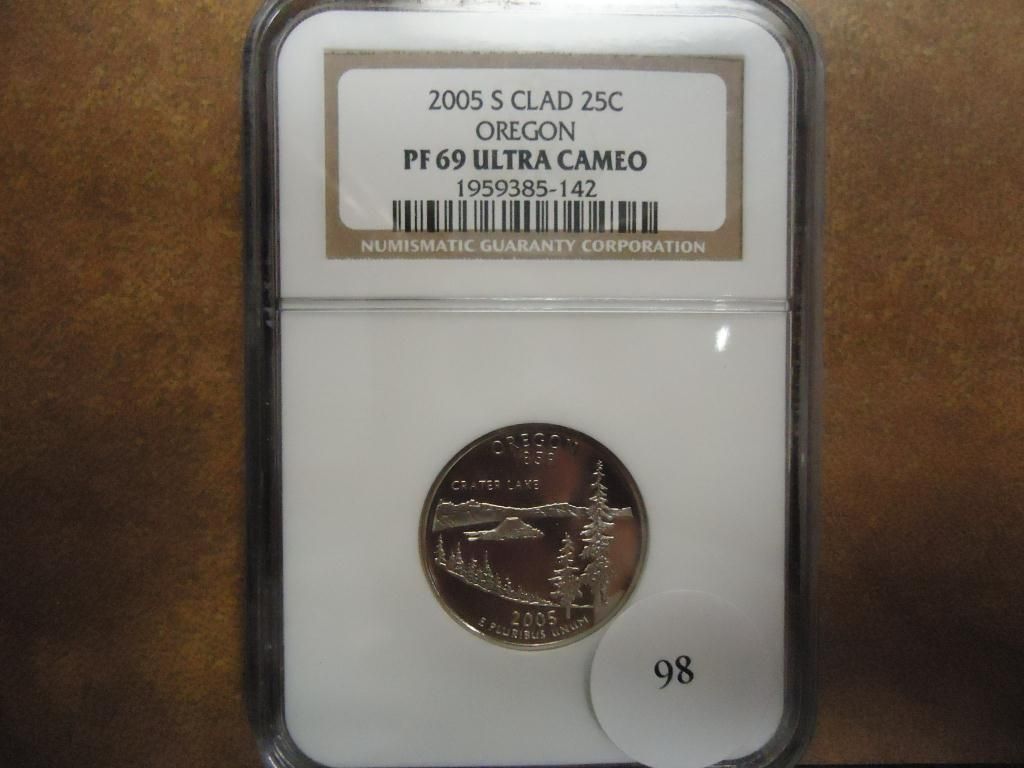 2005 S CLAD 25C
OREGON
PF 69 ULTRA CAMEO
1959385-142
NUMISMATIC GUARANTY CORPORATION
OREGON
1859
CRATER LAKE
2005
E PLURIBUS UNUM
98